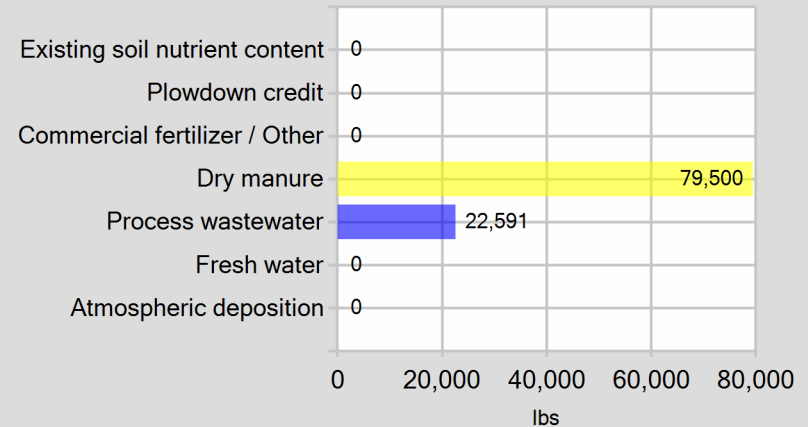 Existing soil nutrient content 0
Plowdown credit 0
Commercial fertilizer / Other 0
Dry manure 79,500
Process wastewater 22,591
Fresh water 0
Atmospheric deposition 0
0 20,000 40,000 60,000 80,000
lbs